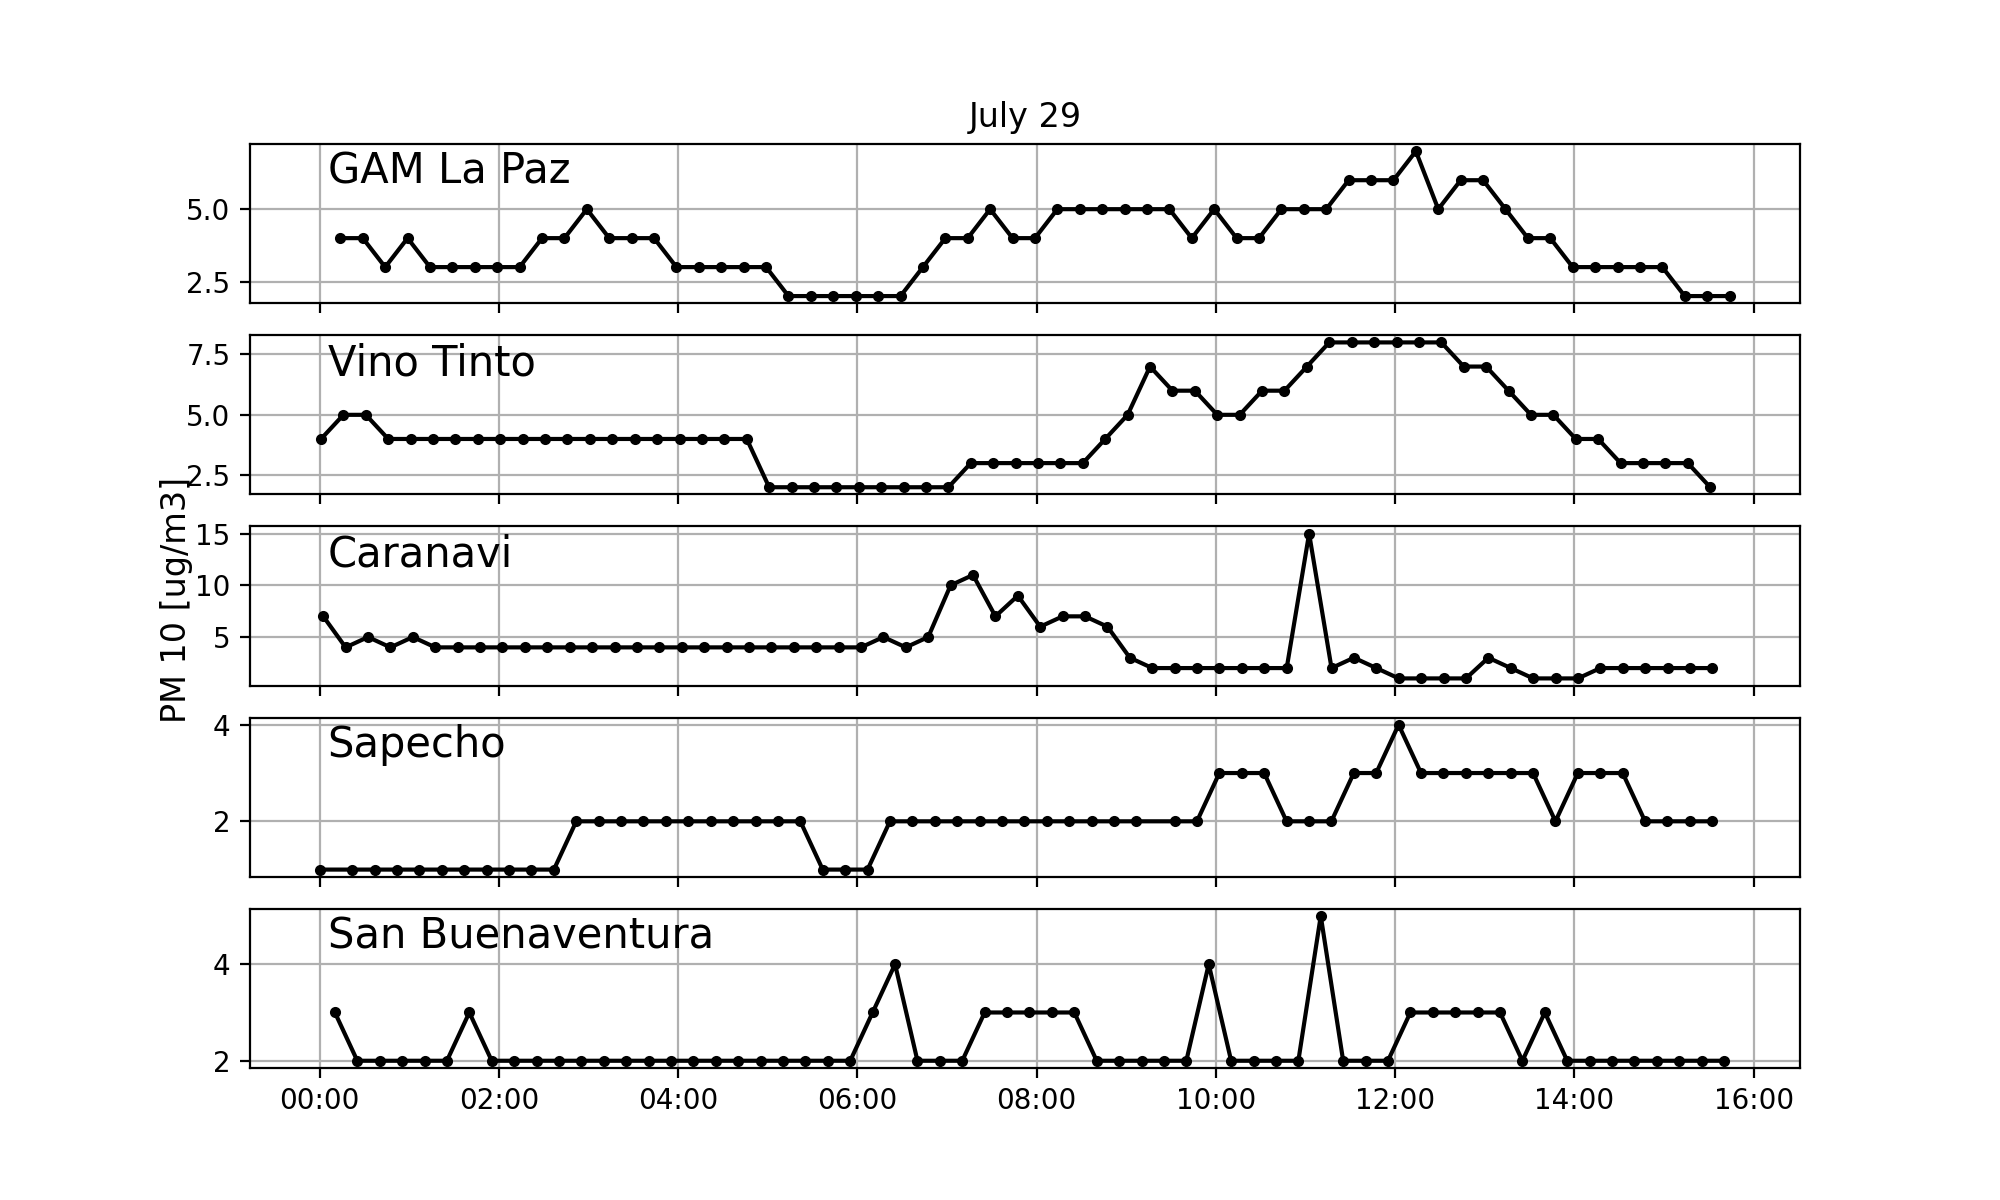 July 29
GAM La Paz
5.0
2.5
Vino Tinto
7.5
5.0
2.5
PM 10 [ug/m3]
Caranavi
15
10
5
Sapecho
4
2
San Buenaventura
4
2
00:00 02:00 04:00 06:00 08:00 10:00 12:00 14:00 16:00